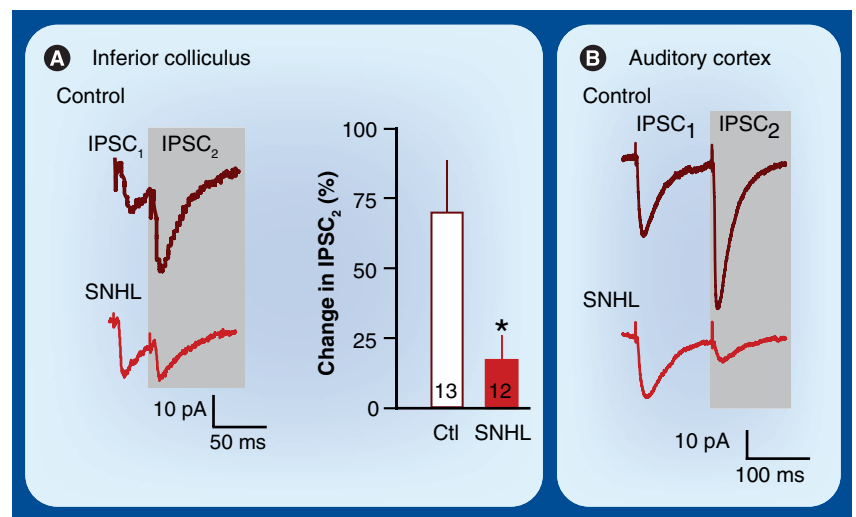 A Inferior colliculus
Control
IPSC1 IPSC2
SNHL
10 pA
50 ms
Change in IPSC2 (%)
100
75
50
25
0
*
13 12
Ctl SNHL
B Auditory cortex
Control
IPSC1 IPSC2
SNHL
10 pA
100 ms